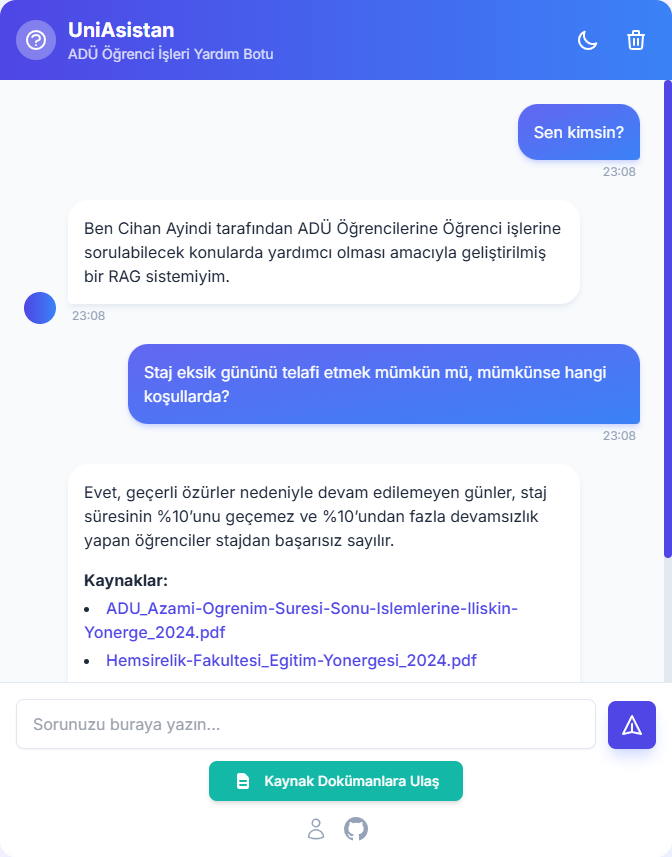 UniAsistan
ADÜ Öğrenci İşleri Yardım Botu
Sen kimsin?
23:08
Ben Cihan Ayindi tarafından ADÜ Öğrencilerine Öğrenci işlerine
sorulabilecek konularda yardımcı olması amacıyla geliştirilmiş
bir RAG sistemiyim.
23:08
Staj eksik gününü telafi etmek mümkün mü, mümkünse hangi
koşullarda?
23:08
Evet, geçerli özürler nedeniyle devam edilemeyen günler, staj
süresinin %10’unu geçemez ve %10’undan fazla devamsızlık
yapan öğrenciler stajdan başarısız sayılır.
Kaynaklar:
• ADU_Azami-Ogrenim-Suresi-Sonu-Islemlerine-Iliskin-
Yonerge_2024.pdf
• Hemsirelik-Fakultesi_Egitim-Yonergesi_2024.pdf
Sorunuzu buraya yazın...
Kaynak Dokümanlara Ulaş